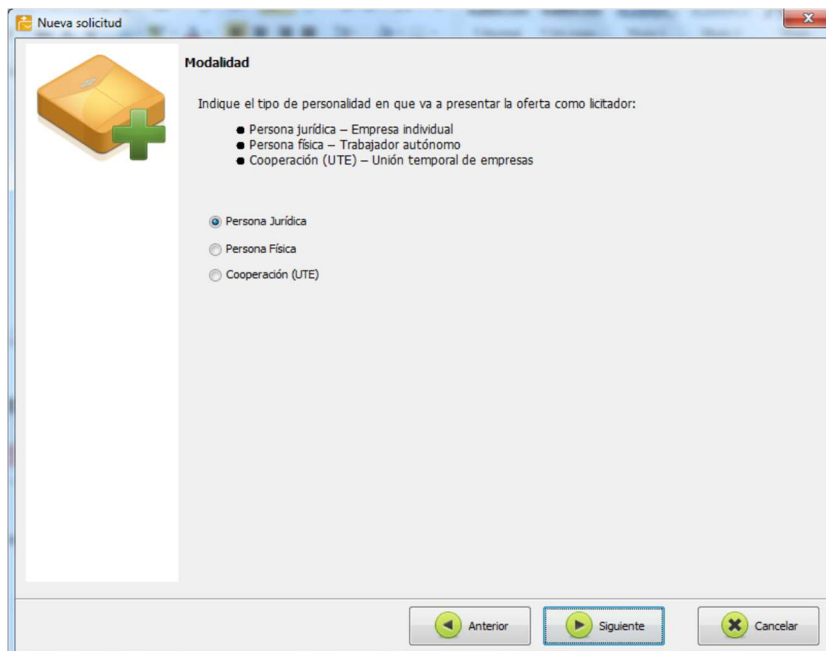 Nueva solicitud
Modalidad
Indique el tipo de personalidad en que va a presentar la oferta como licitador:
● Persona jurídica – Empresa individual
● Persona física – Trabajador autónomo
● Cooperación (UTE) – Unión temporal de empresas
Persona Jurídica
Persona Física
Cooperación (UTE)
Anterior
Siguiente
Cancelar